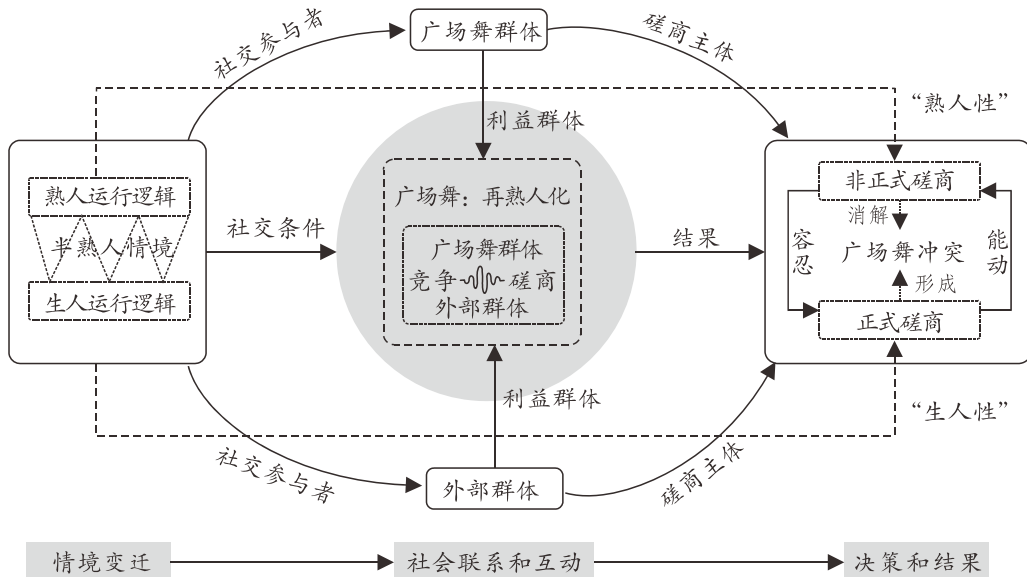 广场舞群体
社交参与者
磋商主体
“熟人性”
利益群体
熟人运行逻辑
半熟人情境
生人运行逻辑
社交条件
广场舞：再熟人化
广场舞群体
竞争
磋商
外部群体
结果
非正式磋商
消解
容忍
广场舞冲突
能动
形成
正式磋商
利益群体
“生人性”
社交参与者
外部群体
磋商主体
情境变迁
社会联系和互动
决策和结果